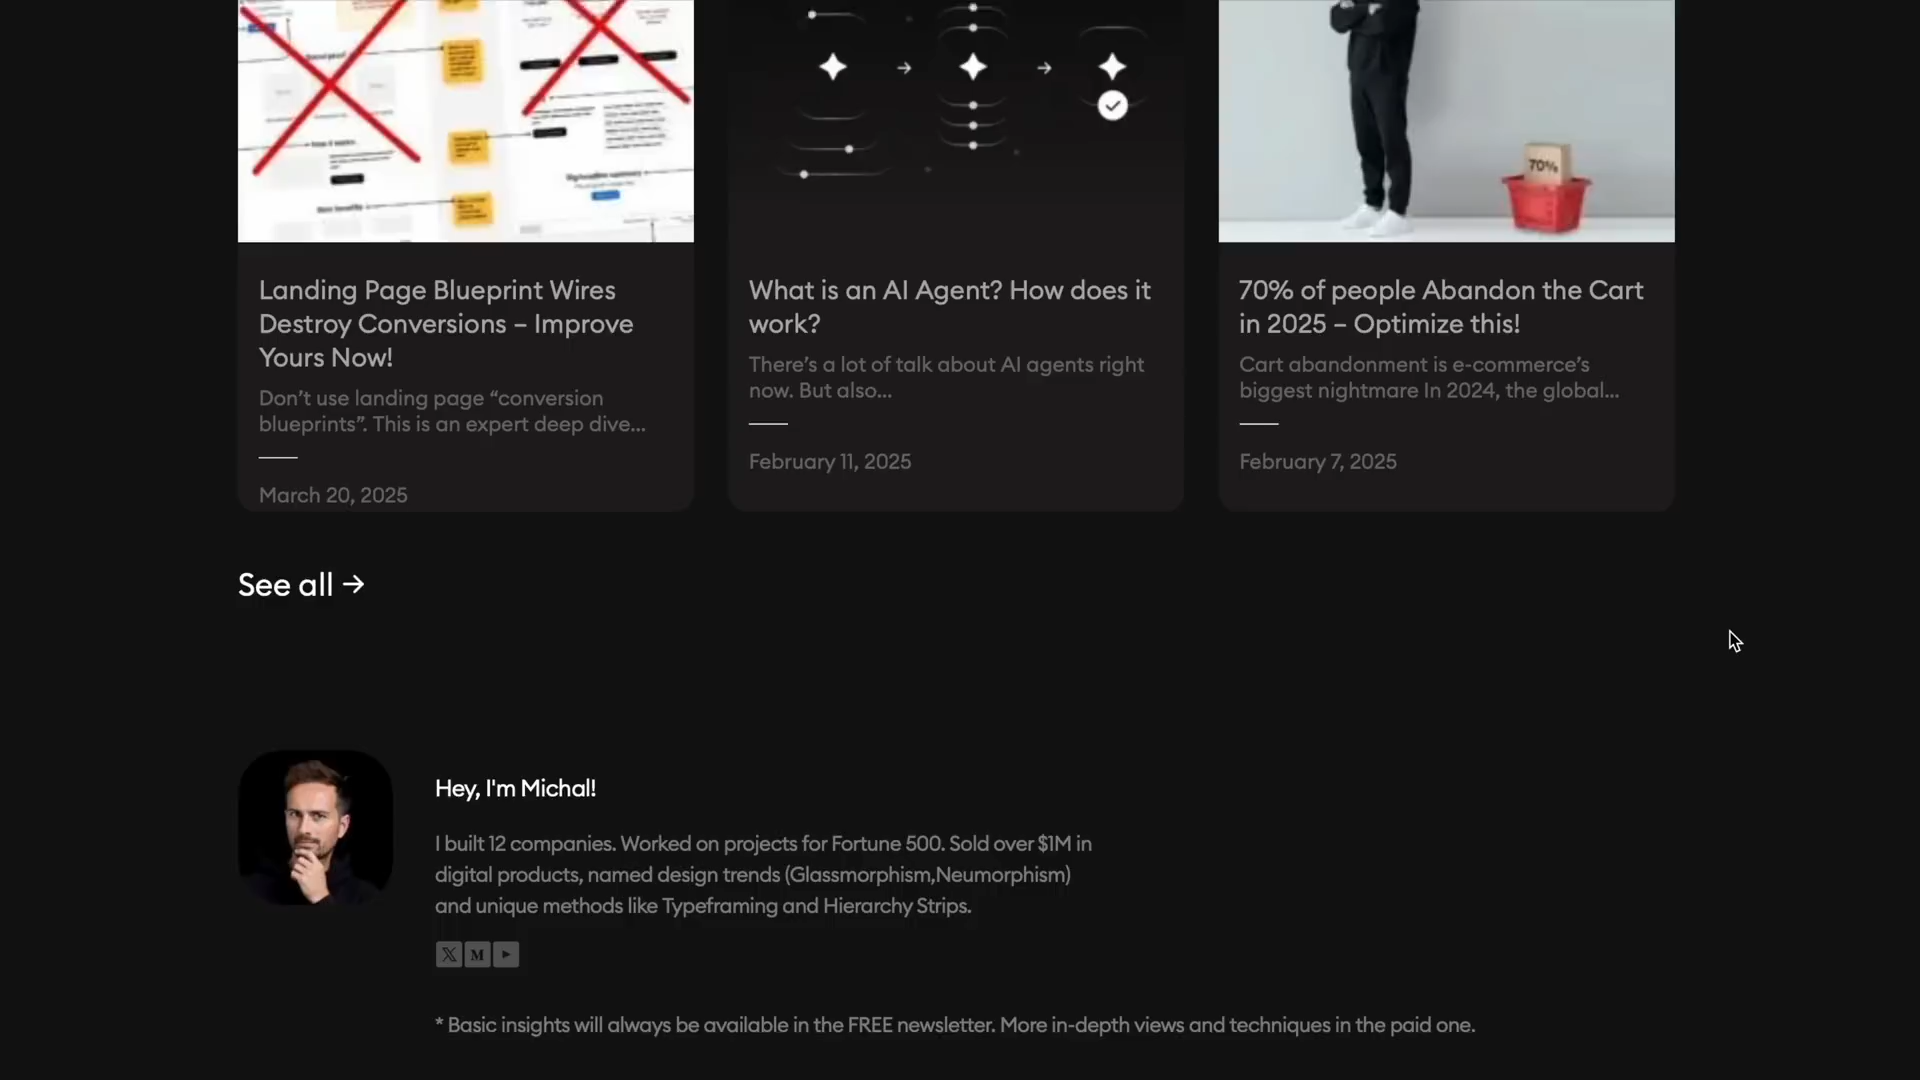 70%
Landing Page Blueprint Wires
Destroy Conversions – Improve
Yours Now!
Don’t use landing page “conversion
blueprints”. This is an expert deep dive...
March 20, 2025
What is an AI Agent? How does it
work?
There’s a lot of talk about AI agents right
now. But also...
February 11, 2025
70% of people Abandon the Cart
in 2025 – Optimize this!
Cart abandonment is e-commerce’s
biggest nightmare In 2024, the global...
February 7, 2025
See all →
Hey, I'm Michal!
I built 12 companies. Worked on projects for Fortune 500. Sold over $1M in
digital products, named design trends (Glassmorphism,Neumorphism)
and unique methods like Typeframing and Hierarchy Strips.
X M
* Basic insights will always be available in the FREE newsletter. More in-depth views and techniques in the paid one.